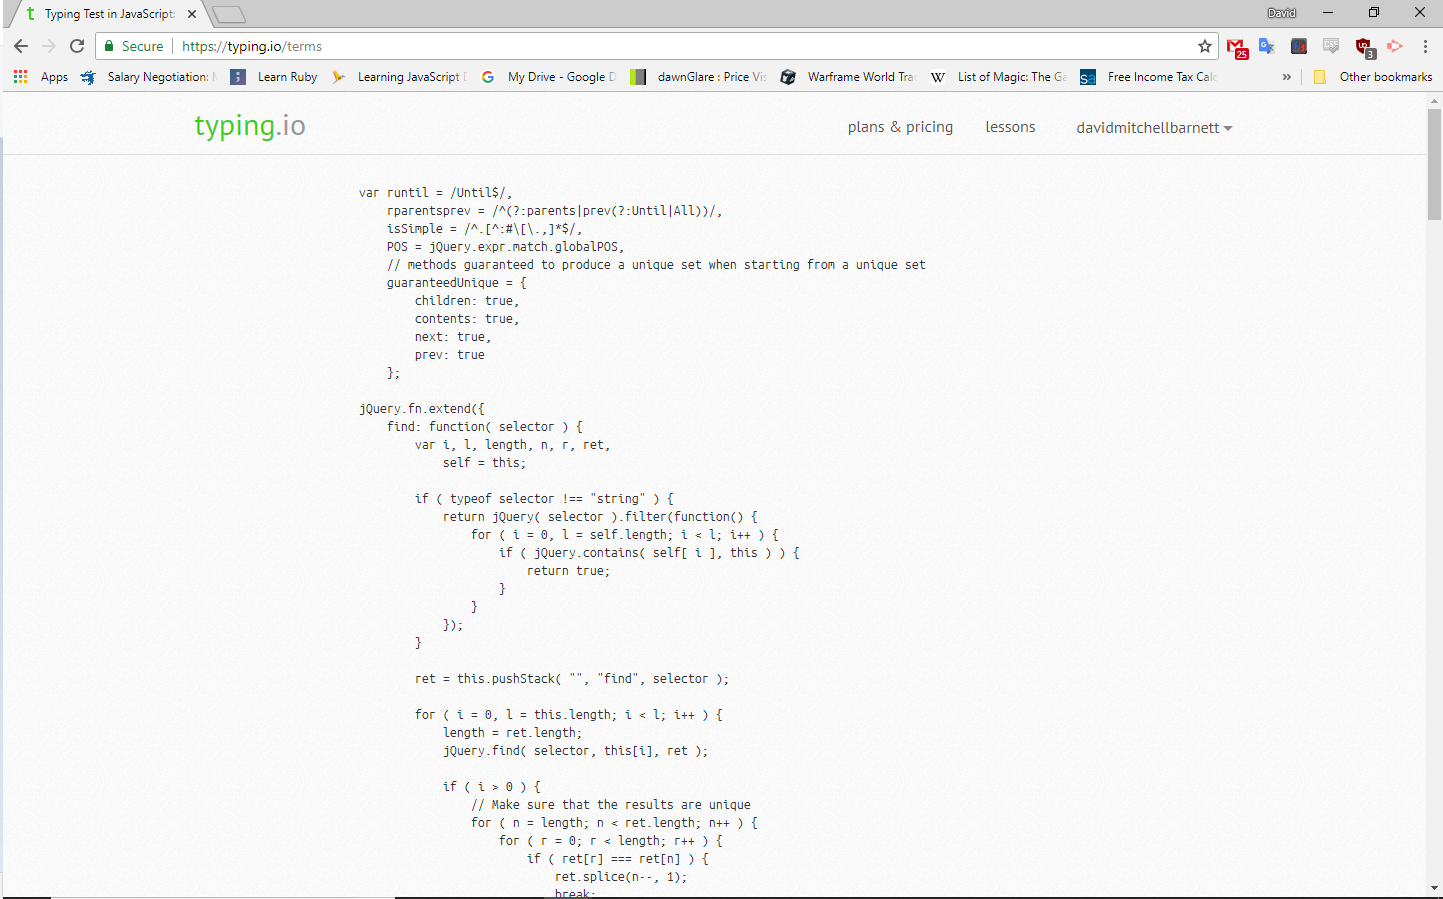 Typing Test in JavaScript:
David
Secure
https://typing.io/terms
25
3
Apps
Salary Negotiation:
Learn Ruby
Learning JavaScript
My Drive - Google D
dawnGlare : Price Vis
Warframe World Tra
W
List of Magic: The Ga
sa
Free Income Tax Calc
»
Other bookmarks
typing.io
plans & pricing
lessons
davidmitchellbarnett
var runtil = /Until$/,
    rparentsprev = /^(?:parents|prev(?:Until|All))/,
    isSimple = /^.[^:#\[\.,]*$/,
    POS = jQuery.expr.match.globalPOS,
    // methods guaranteed to produce a unique set when starting from a unique set
    guaranteedUnique = {
        children: true,
        contents: true,
        next: true,
        prev: true
    };
jQuery.fn.extend({
    find: function( selector ) {
        var i, l, length, n, r, ret,
            self = this;
        if ( typeof selector !== "string" ) {
            return jQuery( selector ).filter(function() {
                for ( i = 0, l = self.length; i < l; i++ ) {
                    if ( jQuery.contains( self[ i ], this ) ) {
                        return true;
                    }
                }
            });
        }
        ret = this.pushStack( "", "find", selector );
        for ( i = 0, l = this.length; i < l; i++ ) {
            length = ret.length;
            jQuery.find( selector, this[i], ret );
            if ( i > 0 ) {
                // Make sure that the results are unique
                for ( n = length; n < ret.length; n++ ) {
                    for ( r = 0; r < length; r++ ) {
                        if ( ret[r] === ret[n] ) {
                            ret.splice(n--, 1);
                            break;